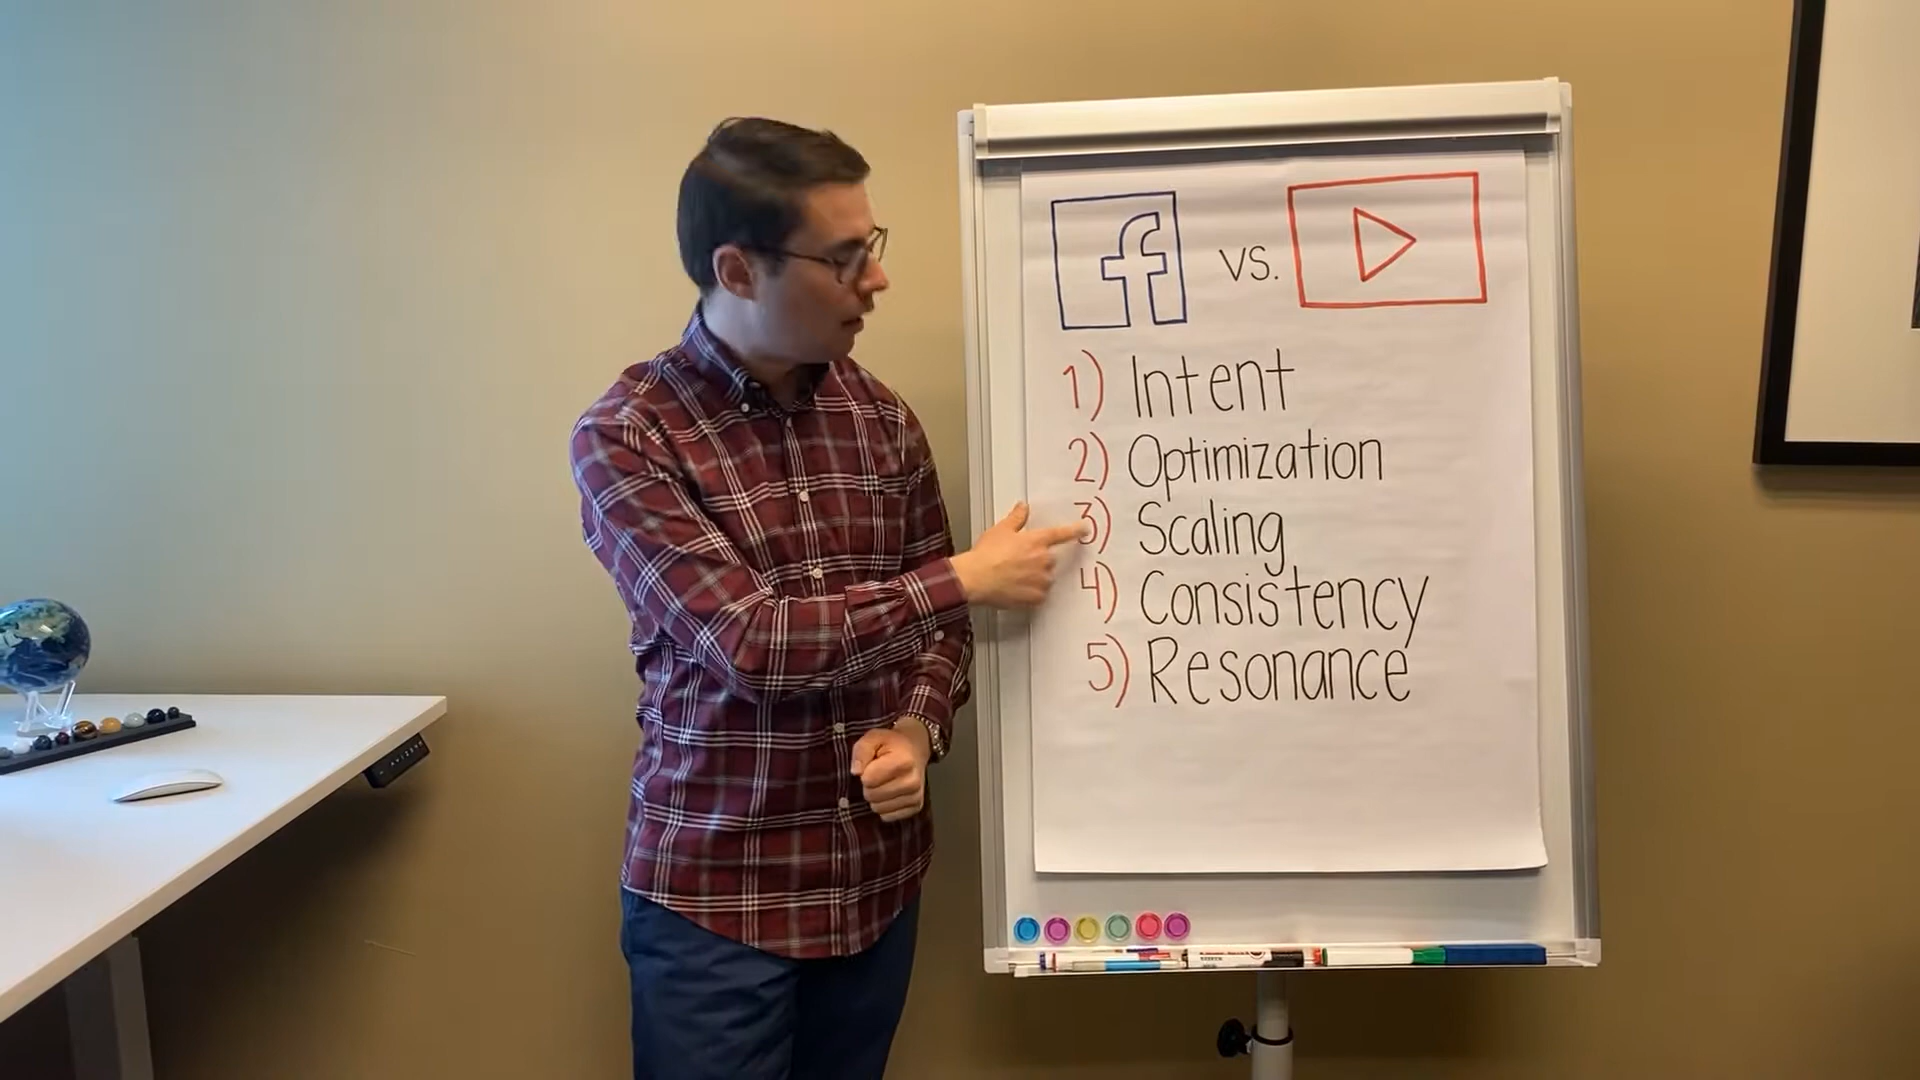 f vs.
1) Intent
2) Optimization
3) Scaling
4) Consistency
5) Resonance